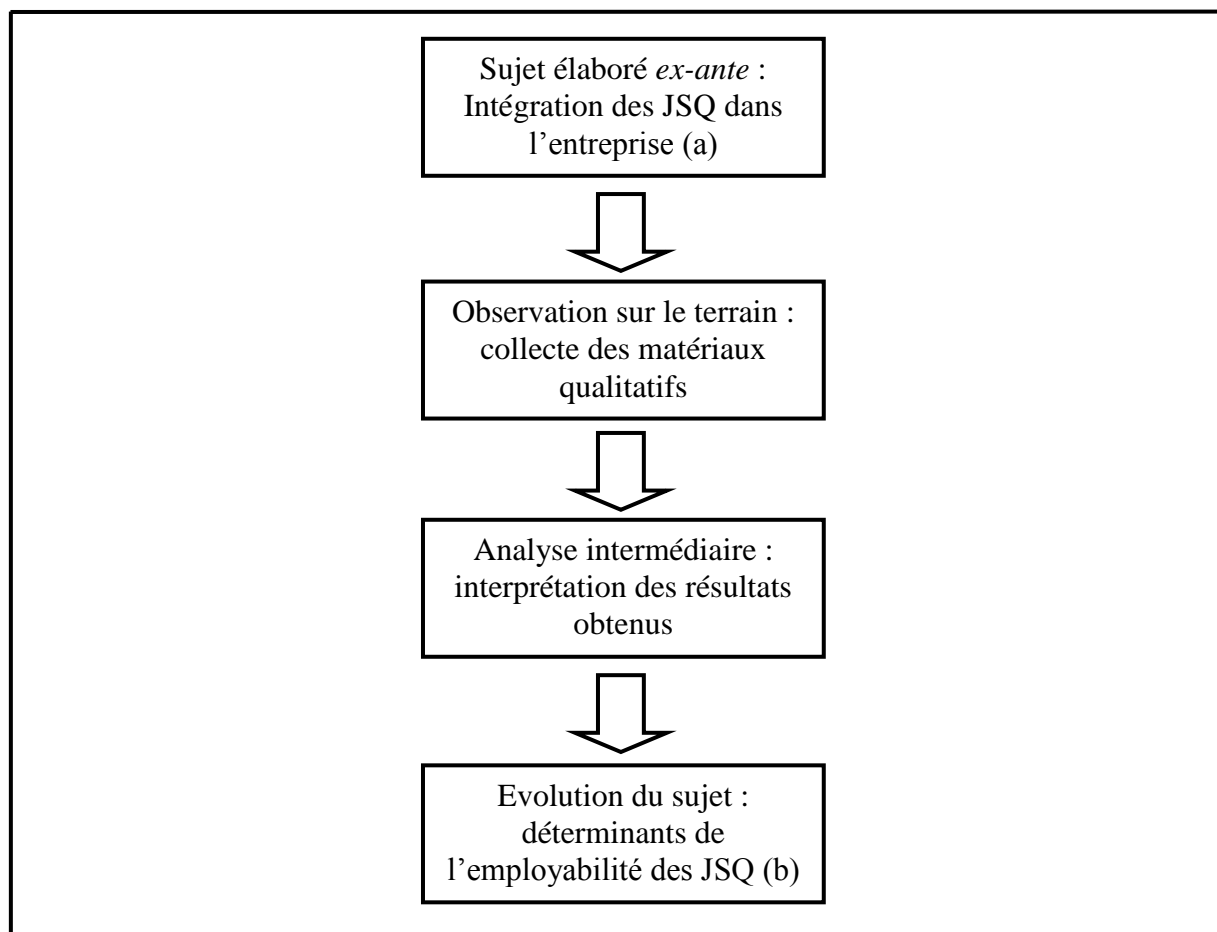 Sujet élaboré ex-ante :
Intégration des JSQ dans
l’entreprise (a)
Observation sur le terrain :
collecte des matériaux
qualitatifs
Analyse intermédiaire :
interprétation des résultats
obtenus
Evolution du sujet :
déterminants de
l’employabilité des JSQ (b)